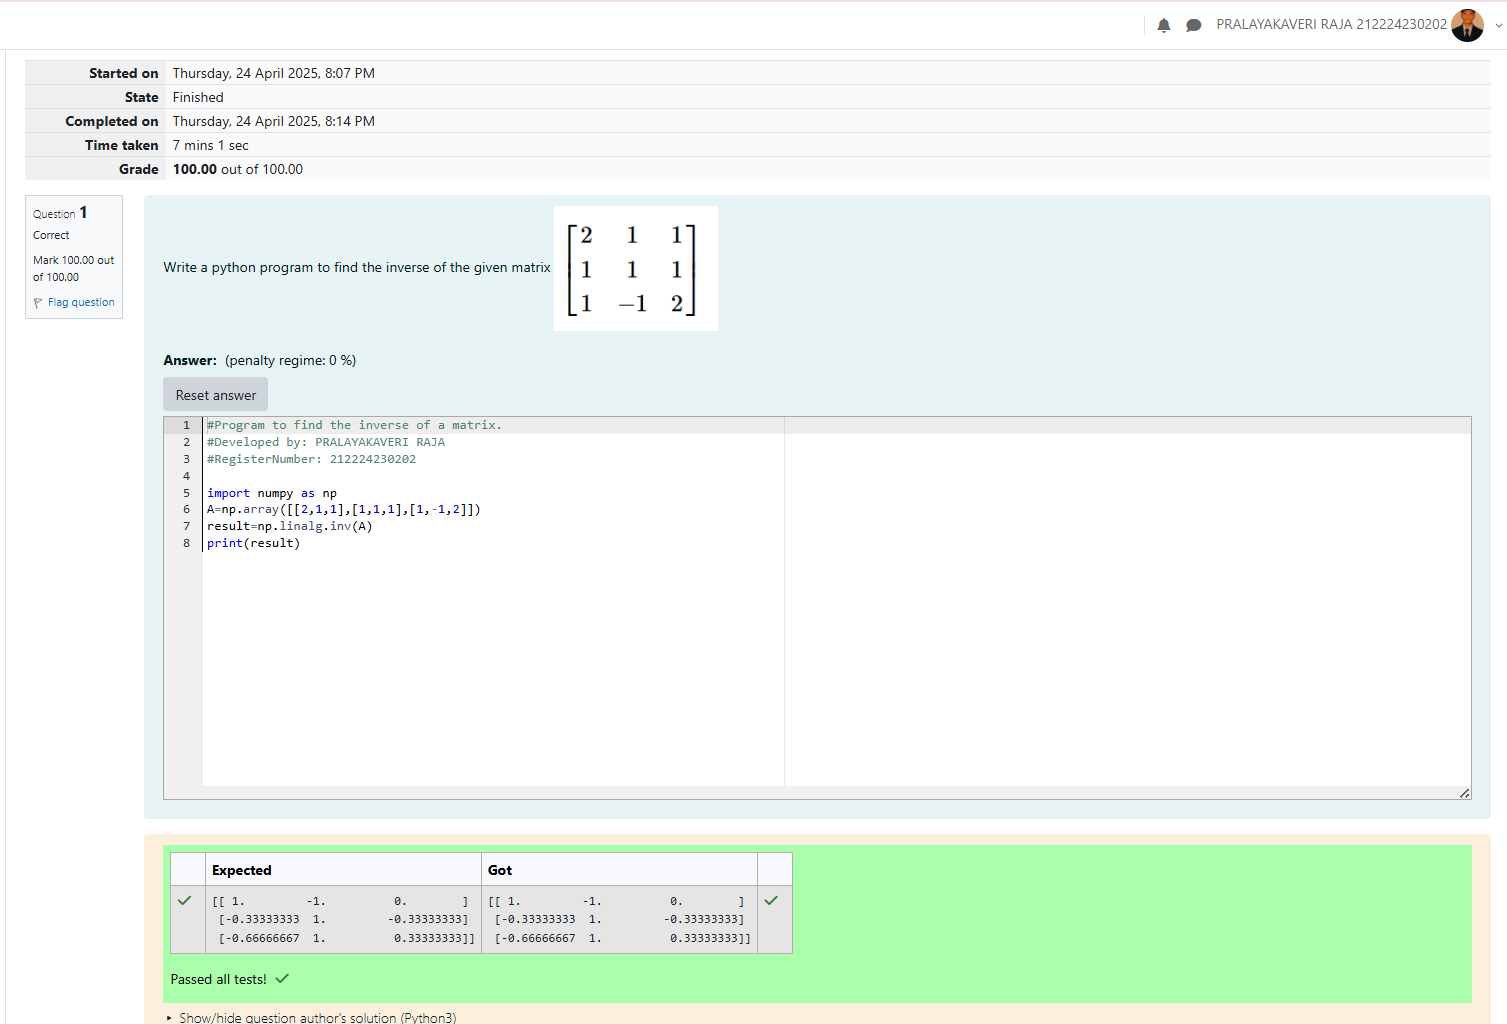 PRALAYAKAVERI RAJA 212224230202
Started on Thursday, 24 April 2025, 8:07 PM
State Finished
Completed on Thursday, 24 April 2025, 8:14 PM
Time taken 7 mins 1 sec
Grade 100.00 out of 100.00
Question 1
Correct
Mark 100.00 out
of 100.00
Flag question
Write a python program to find the inverse of the given matrix
2 1 1
1 1 1
1 −1 2
Answer: (penalty regime: 0 %)
Reset answer
1 #Program to find the inverse of a matrix.
2 #Developed by: PRALAYAKAVERI RAJA
3 #RegisterNumber: 212224230202
4
5 import numpy as np
6 A=np.array([[2,1,1],[1,1,1],[1,-1,2]])
7 result=np.linalg.inv(A)
8 print(result)
Expected Got
[[ 1. -1. 0. ] [[ 1. -1. 0. ]
[-0.33333333 1. -0.33333333] [-0.33333333 1. -0.33333333]
[-0.66666667 1. 0.33333333]] [-0.66666667 1. 0.33333333]]
Passed all tests!
Show/hide question author's solution (Python3)